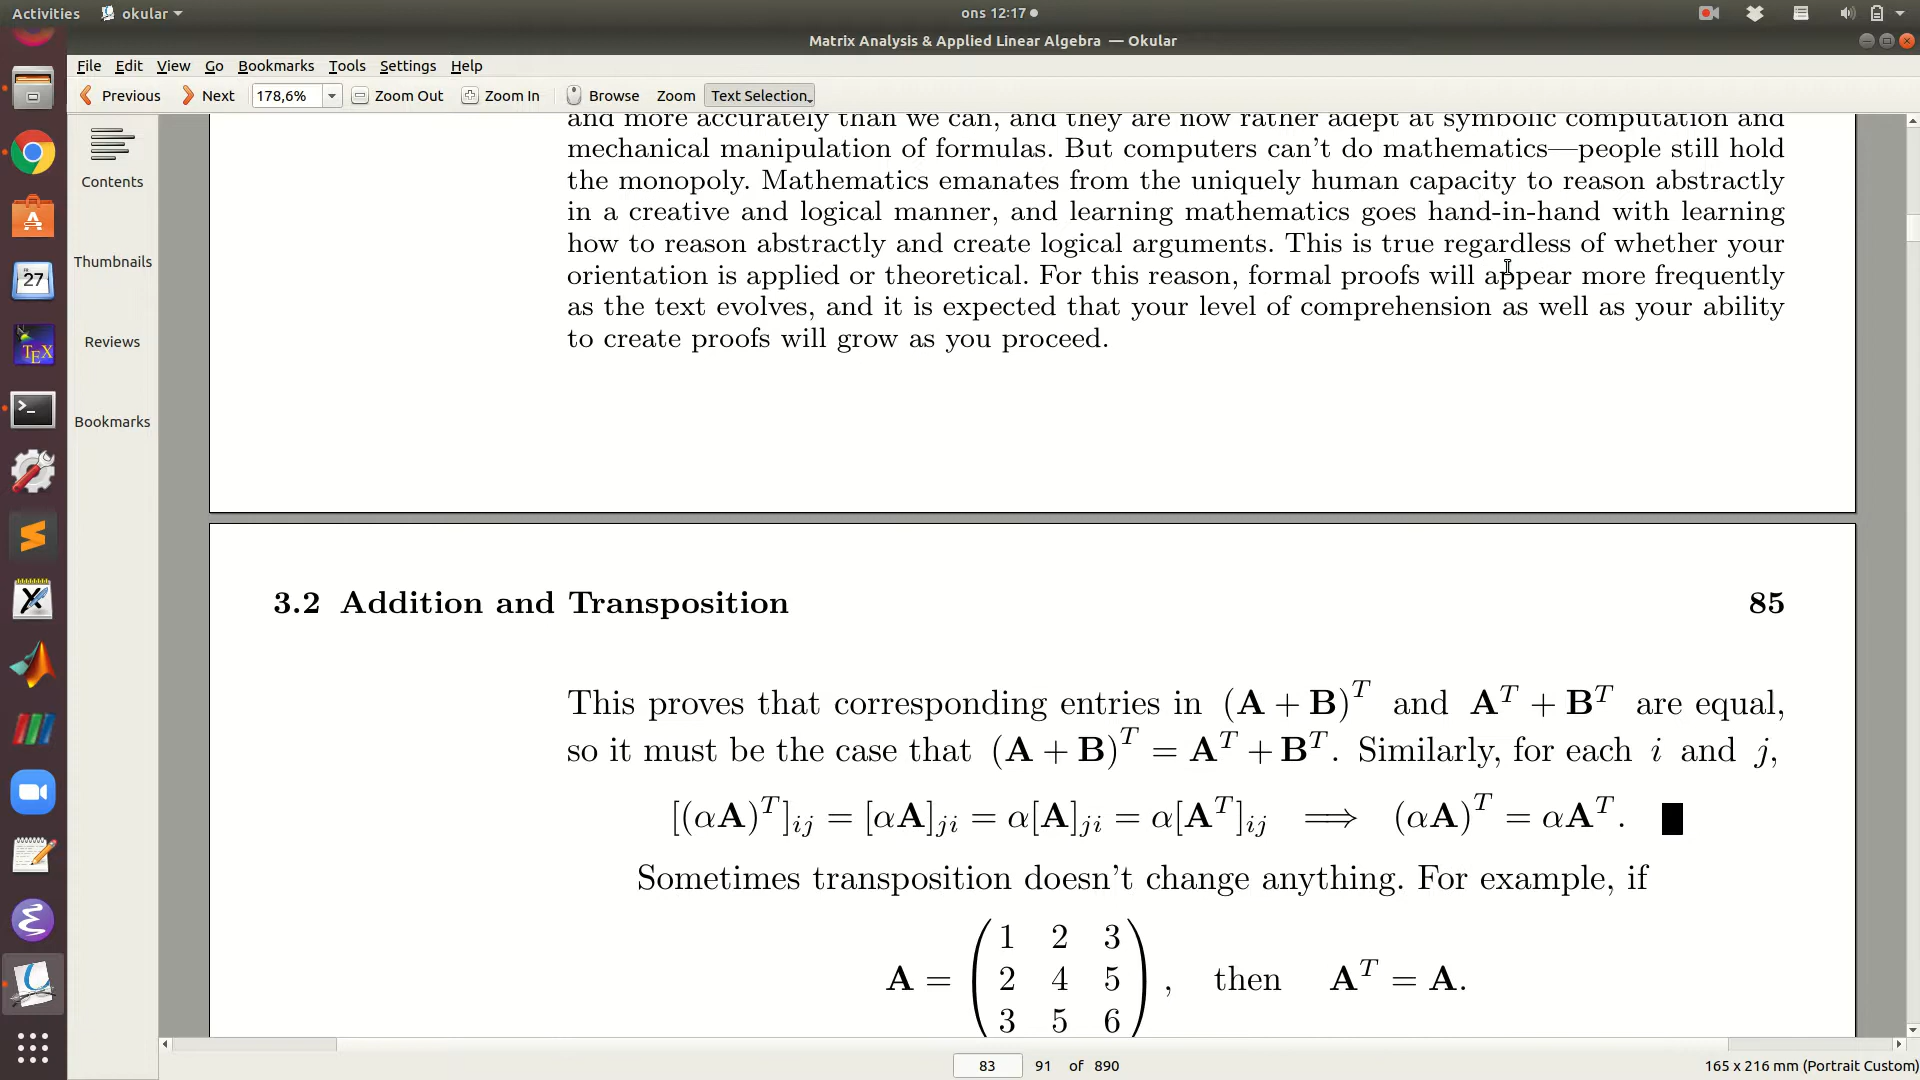 Activities okular ons 12:17
Matrix Analysis & Applied Linear Algebra — Okular
File Edit View Go Bookmarks Tools Settings Help
Previous Next 178,6% Zoom Out Zoom In Browse Zoom Text Selection
Contents
Thumbnails
Reviews
Bookmarks
and more accurately than we can, and they are now rather adept at symbolic computation and
mechanical manipulation of formulas. But computers can't do mathematics—people still hold
the monopoly. Mathematics emanates from the uniquely human capacity to reason abstractly
in a creative and logical manner, and learning mathematics goes hand-in-hand with learning
how to reason abstractly and create logical arguments. This is true regardless of whether your
orientation is applied or theoretical. For this reason, formal proofs will appear more frequently
as the text evolves, and it is expected that your level of comprehension as well as your ability
to create proofs will grow as you proceed.
3.2 Addition and Transposition 85
This proves that corresponding entries in (A + B)^T and A^T + B^T are equal,
so it must be the case that (A + B)^T = A^T + B^T. Similarly, for each i and j,
[(αA)^T]_ij = [αA]_ji = α[A]_ji = α[A^T]_ij ⟹ (αA)^T = αA^T. ■
Sometimes transposition doesn't change anything. For example, if
A = ( 1 2 3
2 4 5
3 5 6 ) , then A^T = A.
83 91 of 890
165 x 216 mm (Portrait Custom)
27
TEX